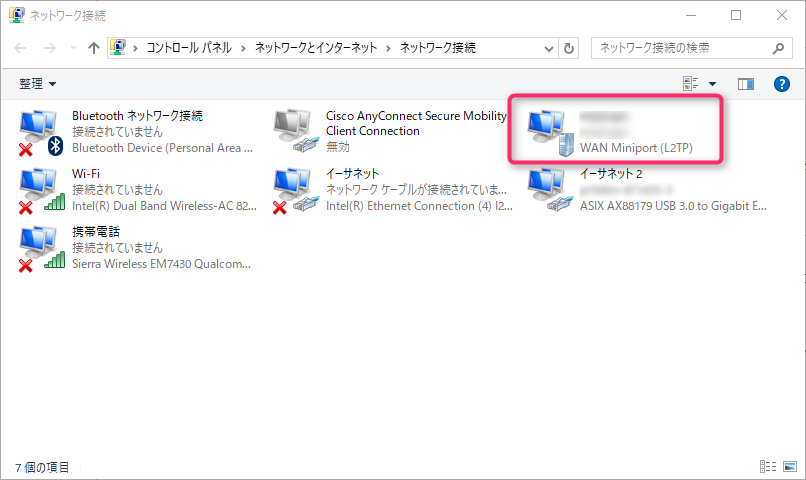 ネットワーク接続
コントロール パネル
ネットワークとインターネット
ネットワーク接続
ネットワーク接続の検索
整理
Bluetooth ネットワーク接続
接続されていません
Bluetooth Device (Personal Area ...
Cisco AnyConnect Secure Mobility
Client Connection
無効
WAN Miniport (L2TP)
Wi-Fi
接続されていません
Intel(R) Dual Band Wireless-AC 82...
イーサネット
ネットワーク ケーブルが接続されていま...
Intel(R) Ethernet Connection (4) I2...
イーサネット 2
ASIX AX88179 USB 3.0 to Gigabit E...
携帯電話
接続されていません
Sierra Wireless EM7430 Qualcom...
7 個の項目